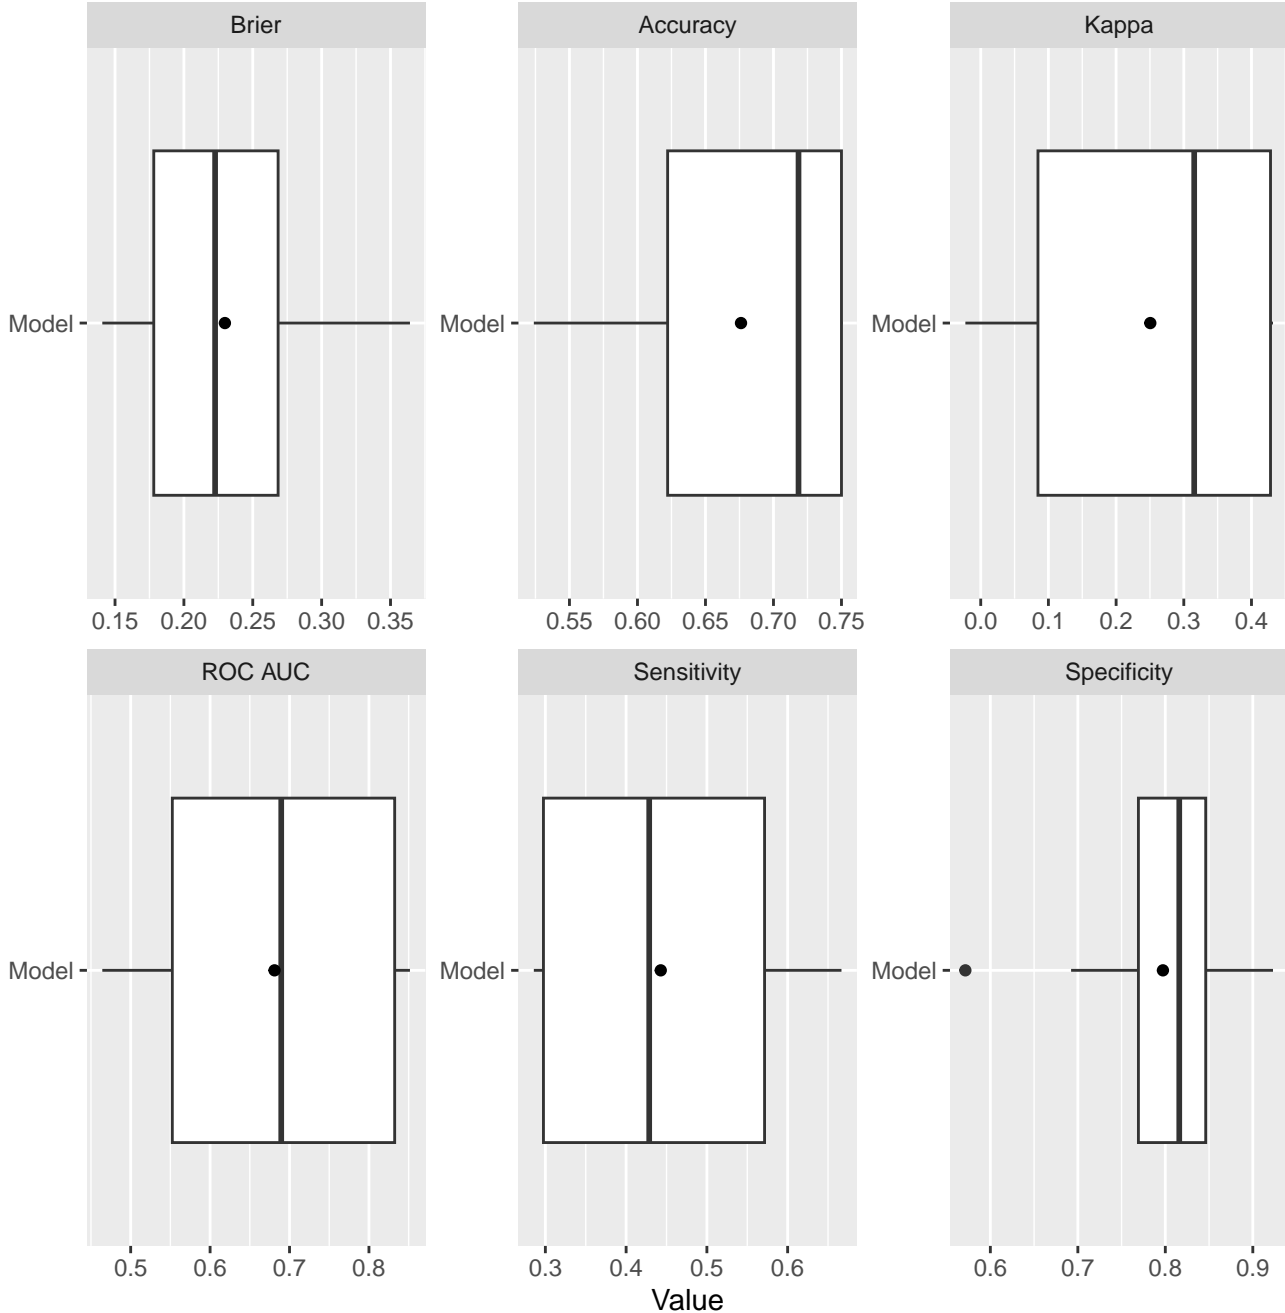 Brier Accuracy Kappa
Model Model Model
0.15 0.20 0.25 0.30 0.35 0.55 0.60 0.65 0.70 0.75 0.0 0.1 0.2 0.3 0.4
ROC AUC Sensitivity Specificity
Model Model Model
0.5 0.6 0.7 0.8 0.3 0.4 0.5 0.6 0.6 0.7 0.8 0.9
Value